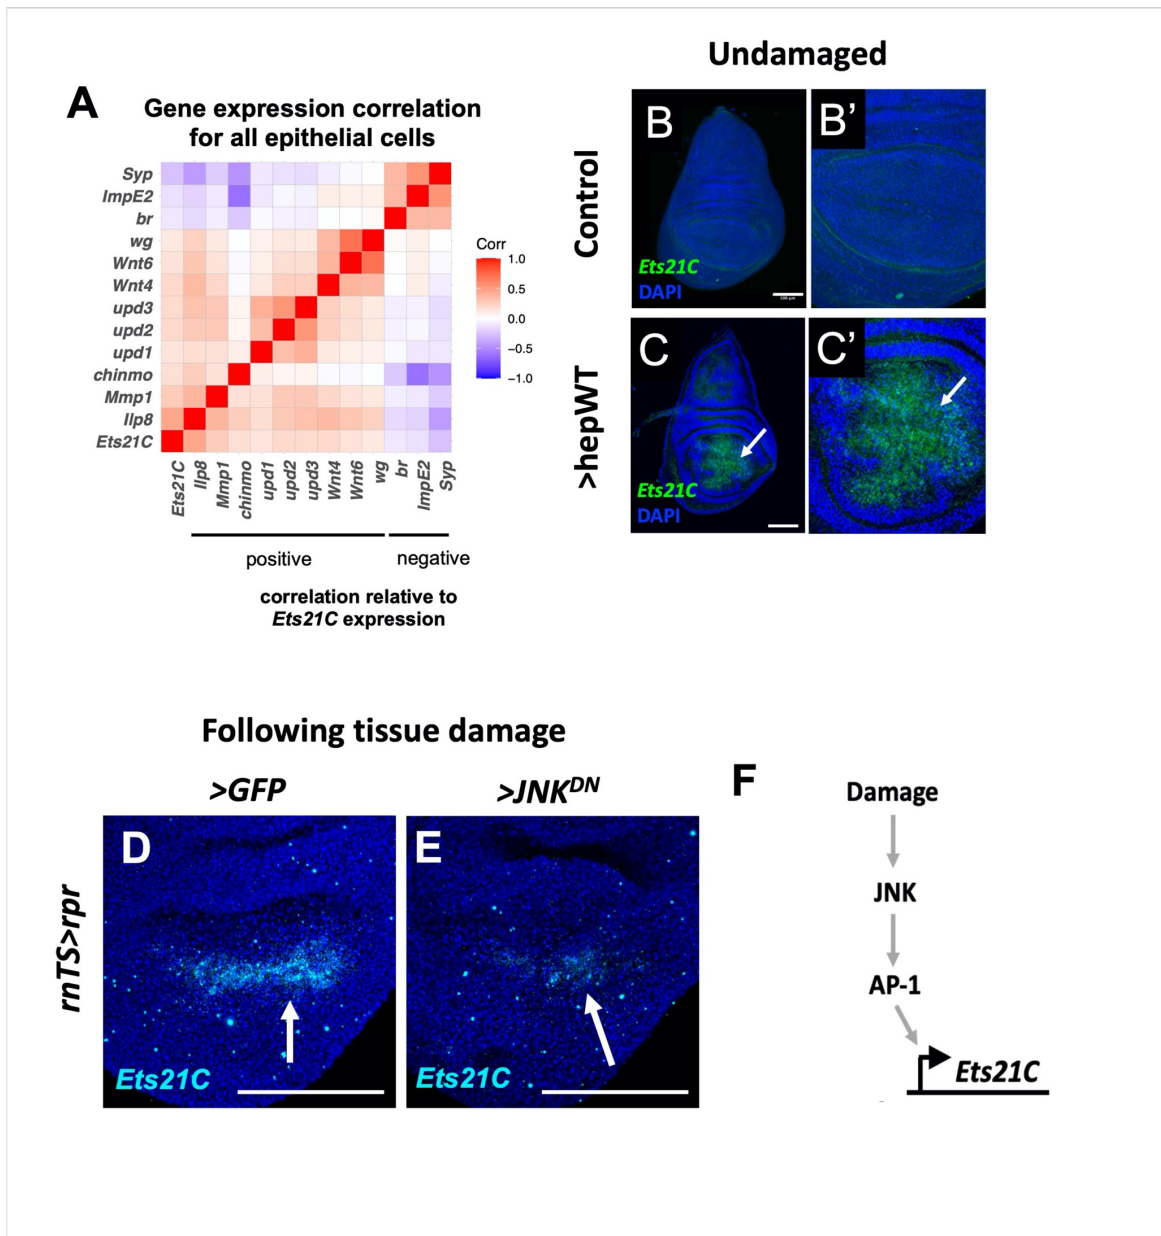 A
Gene expression correlation
for all epithelial cells
Syp
ImpE2
br
wg
Wnt6
Wnt4
upd3
upd2
upd1
chinmo
Mmp1
Ilp8
Ets21C
Ets21C
Ilp8
Mmp1
chinmo
upd1
upd2
upd3
Wnt4
Wnt6
wg
br
ImpE2
Syp
Corr
1.0
0.5
0.0
−0.5
−1.0
positive
negative
correlation relative to
Ets21C expression
Undamaged
Control
B
Ets21C
DAPI
100 µm
B'
>hepWT
C
Ets21C
DAPI
C'
Following tissue damage
>GFP
>JNKDN
rnTS>rpr
D
Ets21C
E
Ets21C
F
Damage
JNK
AP-1
Ets21C